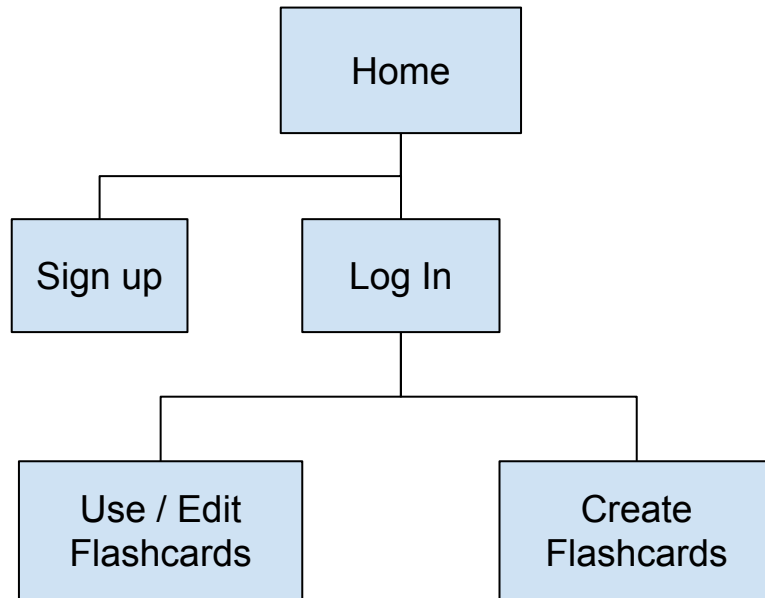 Home
Sign up
Log In
Use / Edit
Flashcards
Create
Flashcards